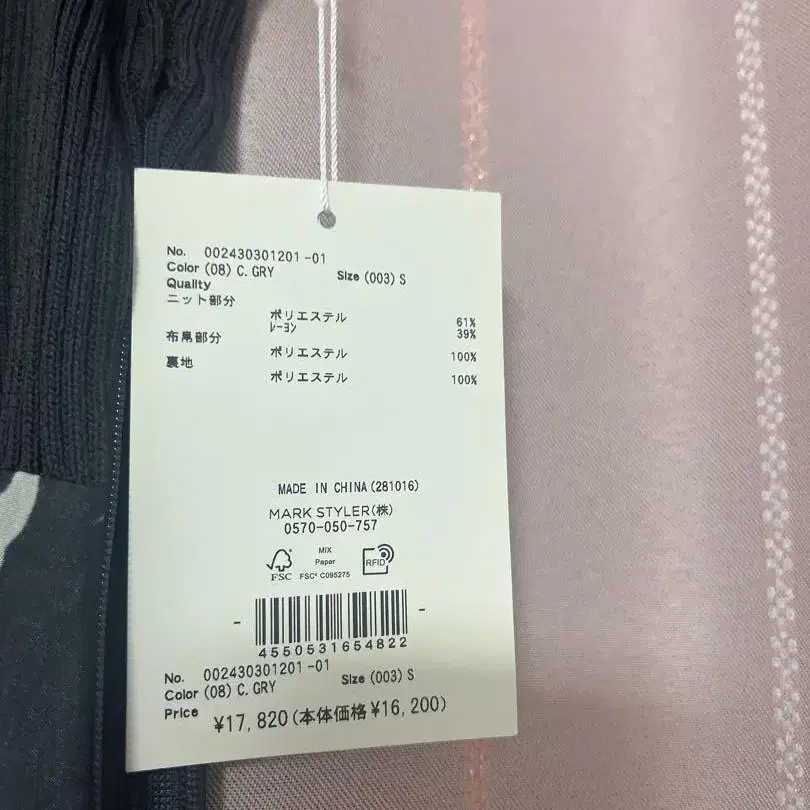 No. 002430301201-01
Color (08) C. GRY Size (003) S
Quality
ニット部分
ポリエステル 61%
レーヨン 39%
布帛部分
ポリエステル 100%
裏地
ポリエステル 100%
MADE IN CHINA (281016)
MARK STYLER(株)
0570-050-757
FSC
MIX
Paper
FSC® C095275
RFID
4550531654822
No. 002430301201-01
Color (08) C. GRY Size (003) S
Price ¥17,820(本体価格¥16,200)